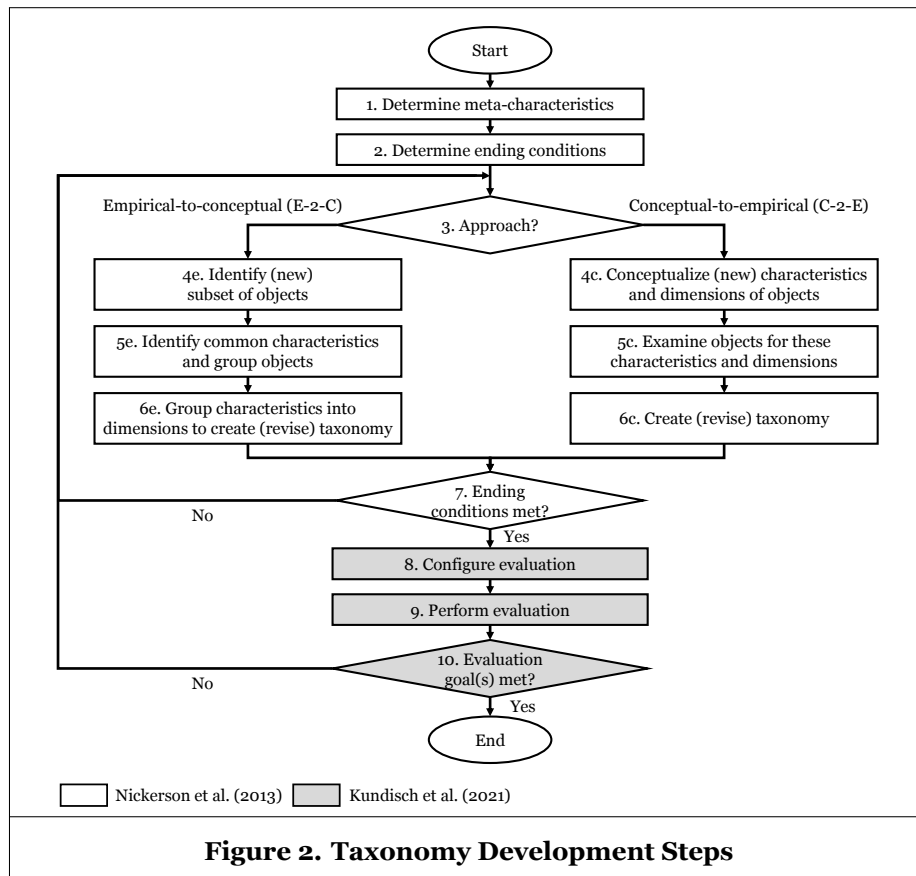 Start
1. Determine meta-characteristics
2. Determine ending conditions
Empirical-to-conceptual (E-2-C)
Conceptual-to-empirical (C-2-E)
3. Approach?
4e. Identify (new)
subset of objects
4c. Conceptualize (new) characteristics
and dimensions of objects
5e. Identify common characteristics
and group objects
5c. Examine objects for these
characteristics and dimensions
6e. Group characteristics into
dimensions to create (revise) taxonomy
6c. Create (revise) taxonomy
7. Ending
conditions met?
No
Yes
8. Configure evaluation
9. Perform evaluation
10. Evaluation
goal(s) met?
No
Yes
End
Nickerson et al. (2013)
Kundisch et al. (2021)
Figure 2. Taxonomy Development Steps